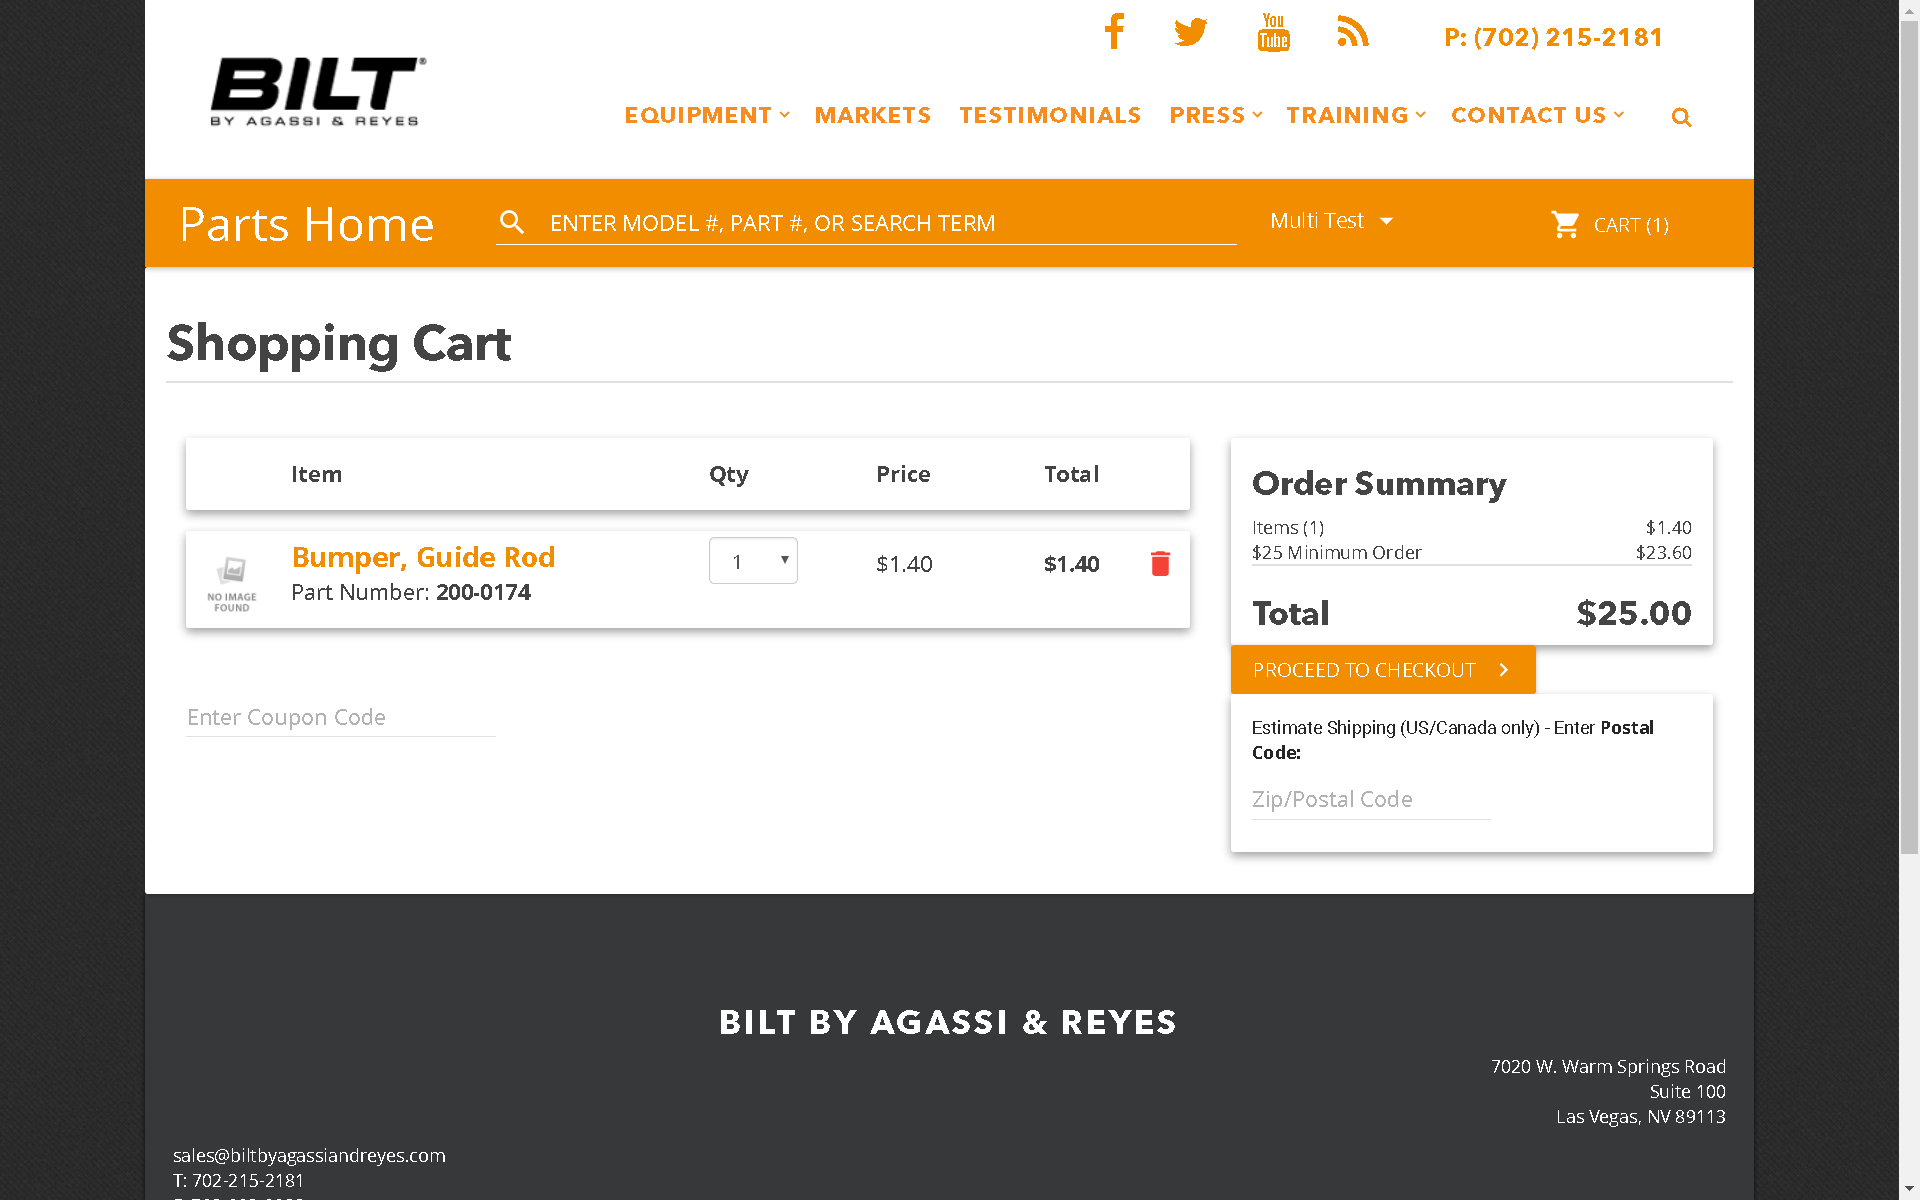 You
Tube
P: (702) 215-2181
BILT®
BY AGASSI & REYES
EQUIPMENT MARKETS TESTIMONIALS PRESS TRAINING CONTACT US
Parts Home
ENTER MODEL #, PART #, OR SEARCH TERM
Multi Test
CART (1)
Shopping Cart
Item Qty Price Total
NO IMAGE
FOUND
Bumper, Guide Rod
Part Number: 200-0174
1 $1.40 $1.40
Enter Coupon Code
Order Summary
Items (1) $1.40
$25 Minimum Order $23.60
Total $25.00
PROCEED TO CHECKOUT
Estimate Shipping (US/Canada only) - Enter Postal
Code:
Zip/Postal Code
BILT BY AGASSI & REYES
7020 W. Warm Springs Road
Suite 100
Las Vegas, NV 89113
sales@biltbyagassiandreyes.com
T: 702-215-2181